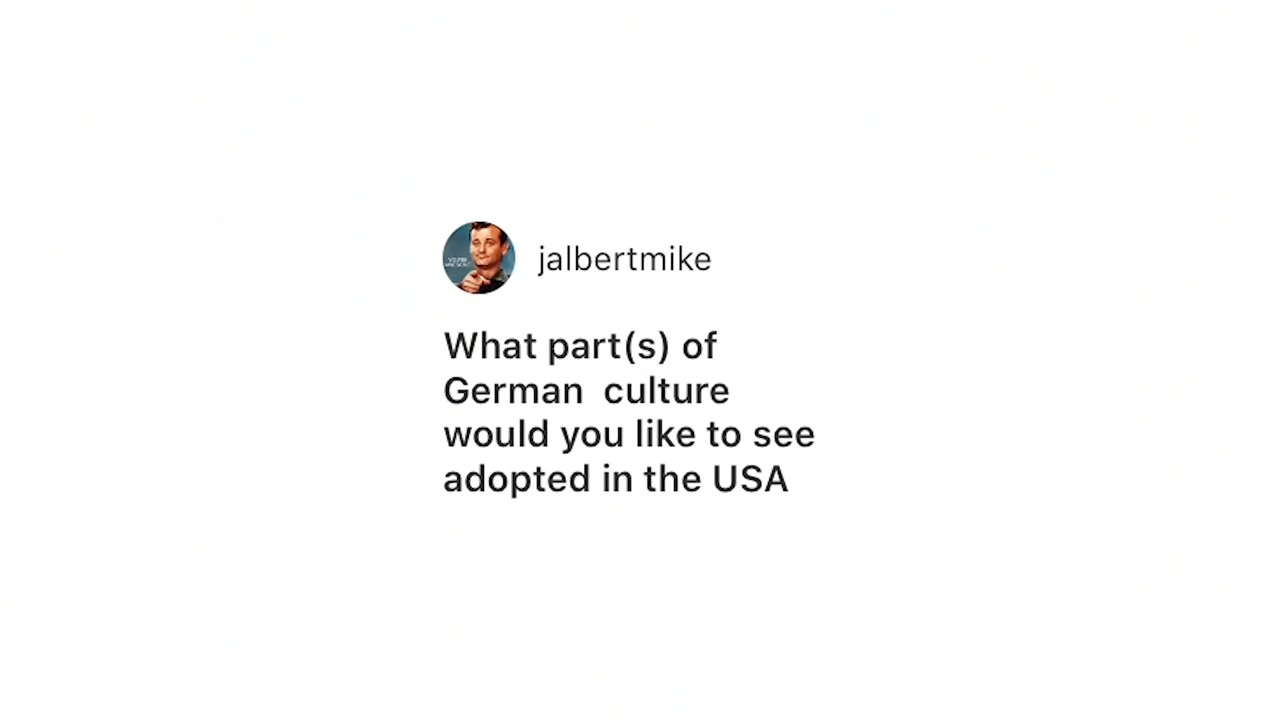 jalbertmike
What part(s) of
German  culture
would you like to see
adopted in the USA